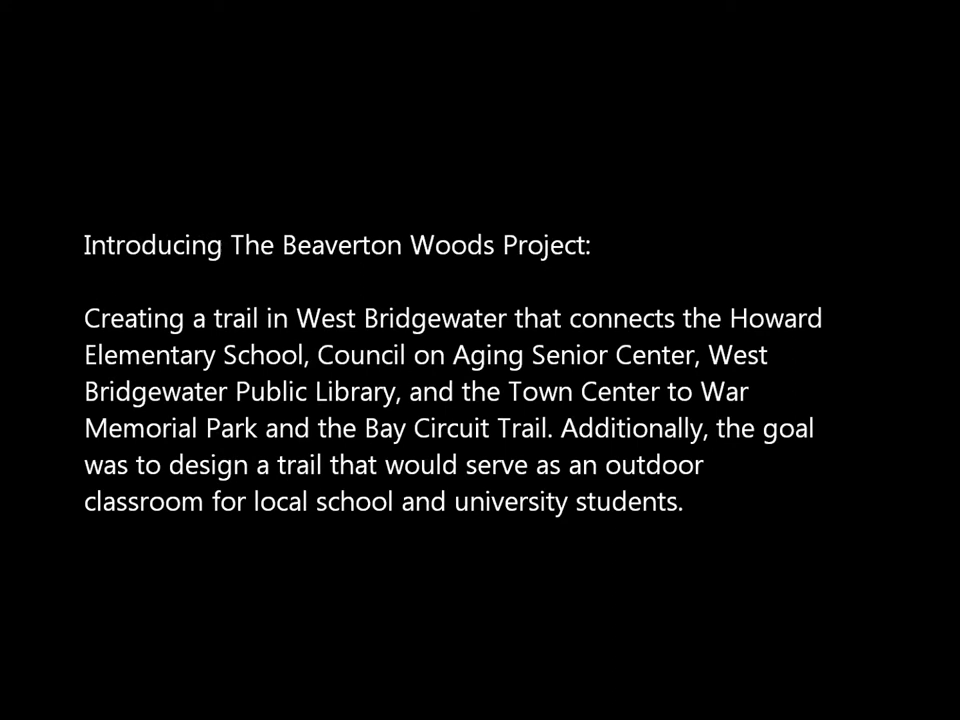 Introducing The Beaverton Woods Project:
Creating a trail in West Bridgewater that connects the Howard
Elementary School, Council on Aging Senior Center, West
Bridgewater Public Library, and the Town Center to War
Memorial Park and the Bay Circuit Trail. Additionally, the goal
was to design a trail that would serve as an outdoor
classroom for local school and university students.